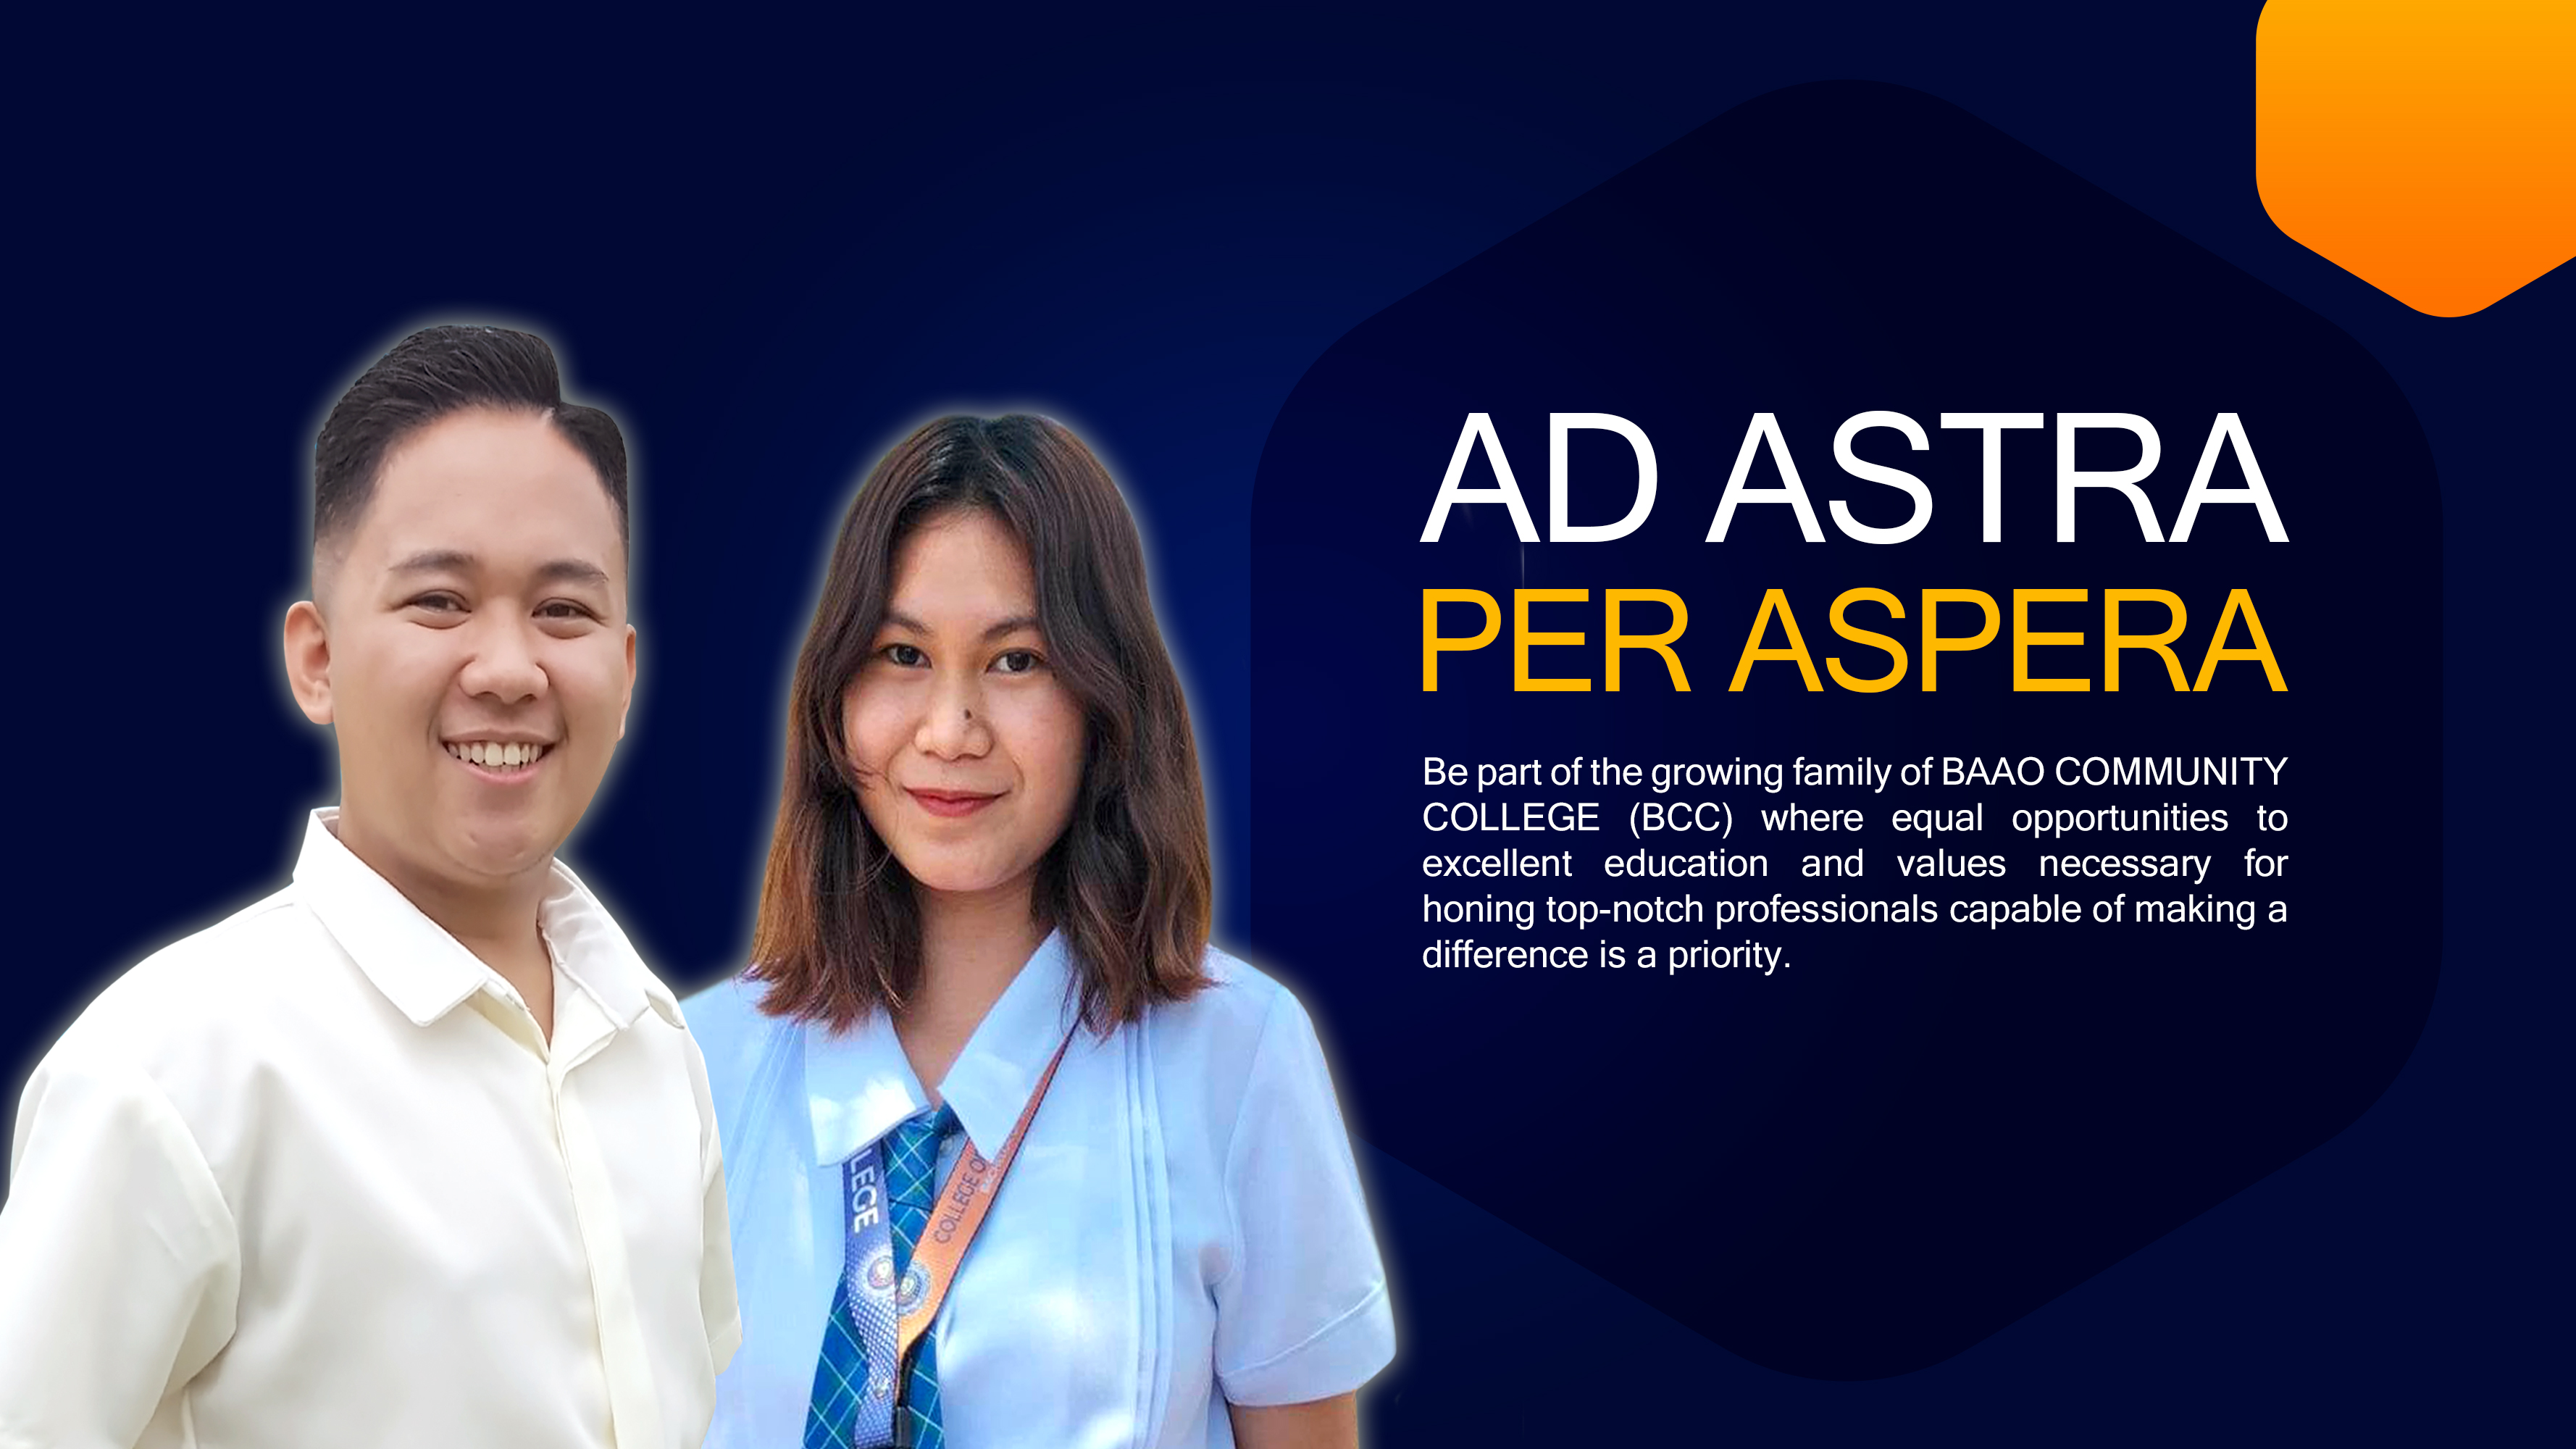 AD ASTRA
PER ASPERA
Be part of the growing family of BAAO COMMUNITY
COLLEGE (BCC) where equal opportunities to
excellent education and values necessary for
honing top-notch professionals capable of making a
difference is a priority.
LEGE
COLLEGE O